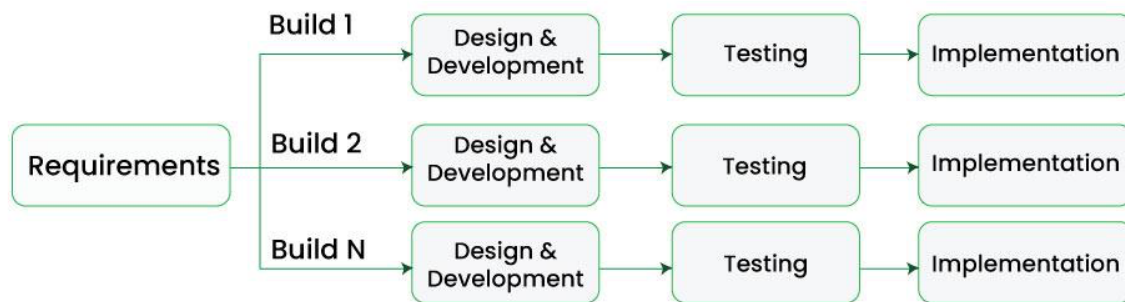 Build 1
Design &
Development
Testing
Implementation
Requirements
Build 2
Design &
Development
Testing
Implementation
Build N
Design &
Development
Testing
Implementation